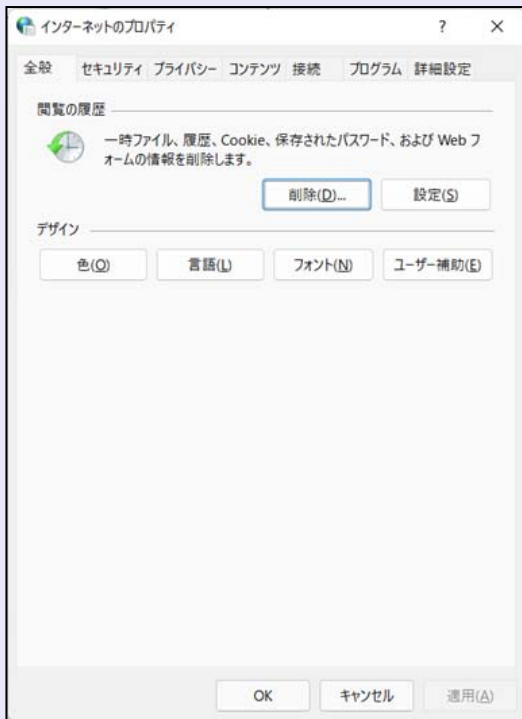 インターネットのプロパティ ? ×
全般 セキュリティ プライバシー コンテンツ 接続 プログラム 詳細設定
閲覧の履歴
一時ファイル、履歴、Cookie、保存されたパスワード、および Web フ
ォームの情報を削除します。
削除(D)... 設定(S)
デザイン
色(O) 言語(L) フォント(N) ユーザー補助(E)
OK キャンセル 適用(A)